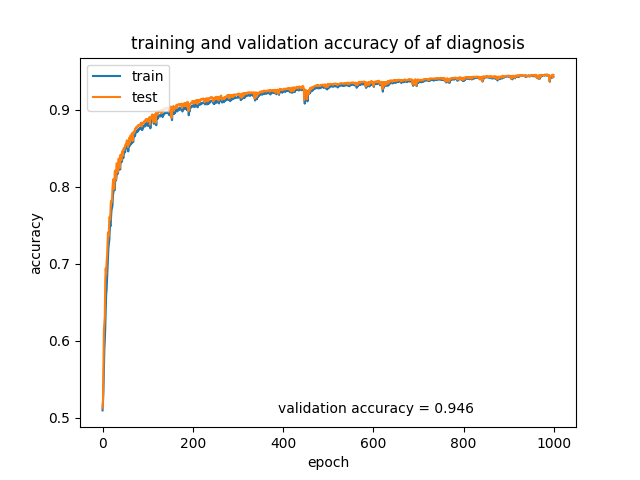 training and validation accuracy of af diagnosis
train
test
accuracy
0.9
0.8
0.7
0.6
0.5
validation accuracy = 0.946
0 200 400 600 800 1000
epoch